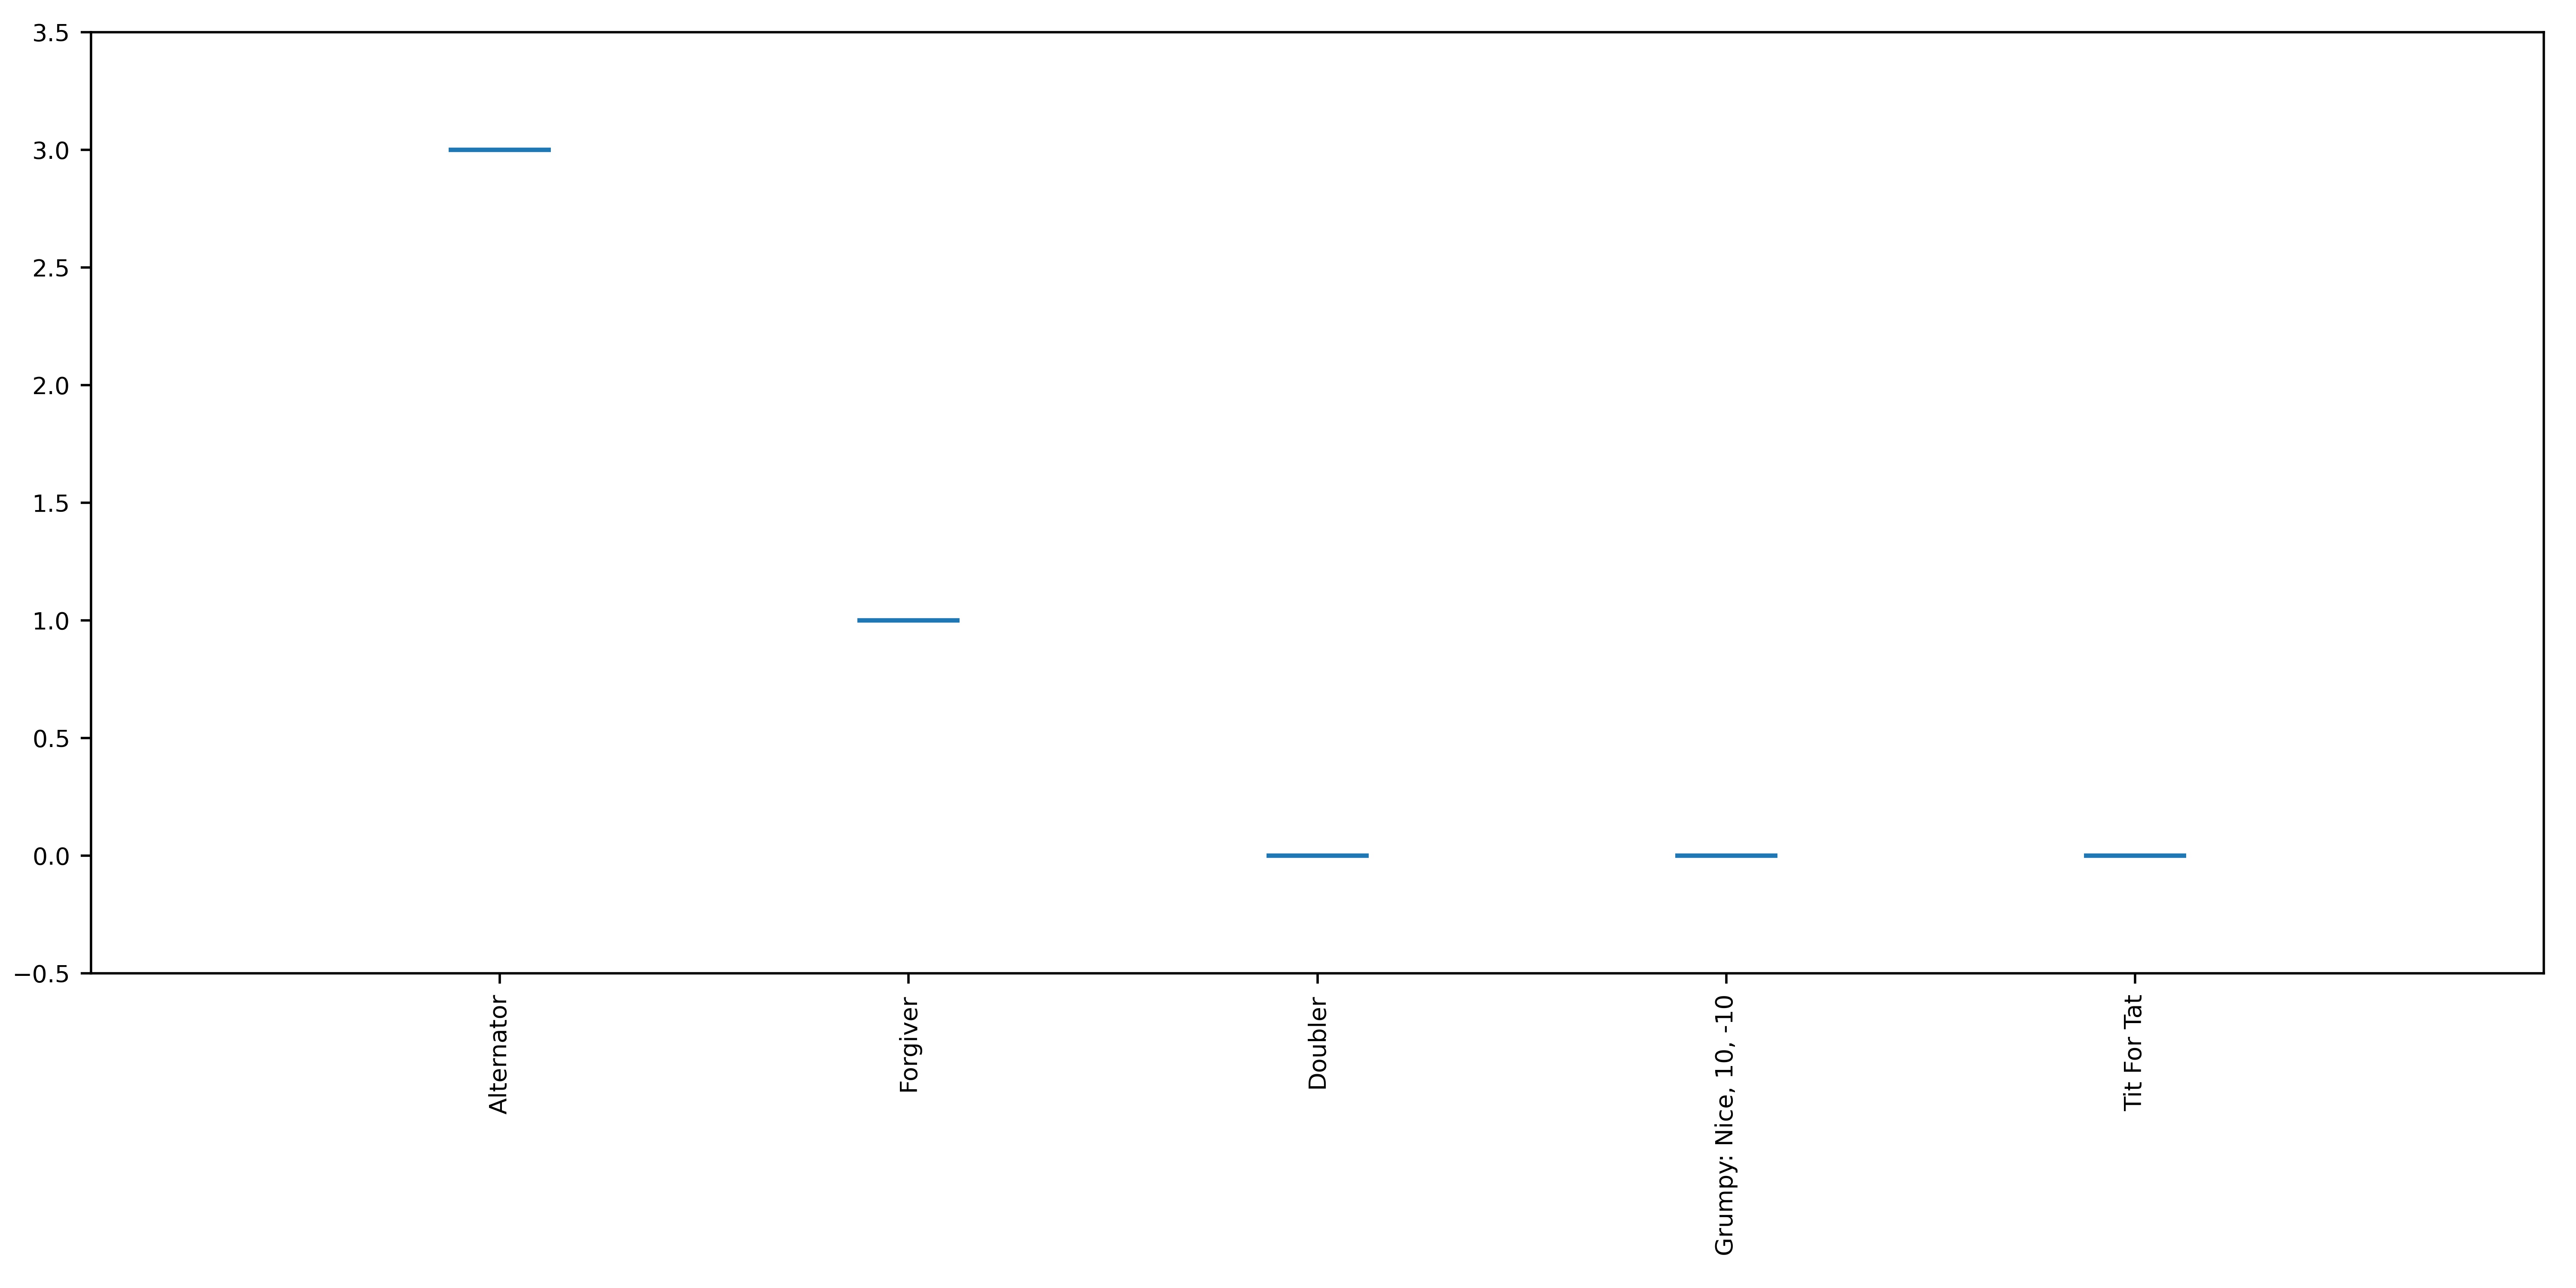 3.5
3.0
2.5
2.0
1.5
1.0
0.5
0.0
−0.5
Alternator
Forgiver
Doubler
Grumpy: Nice, 10, -10
Tit For Tat